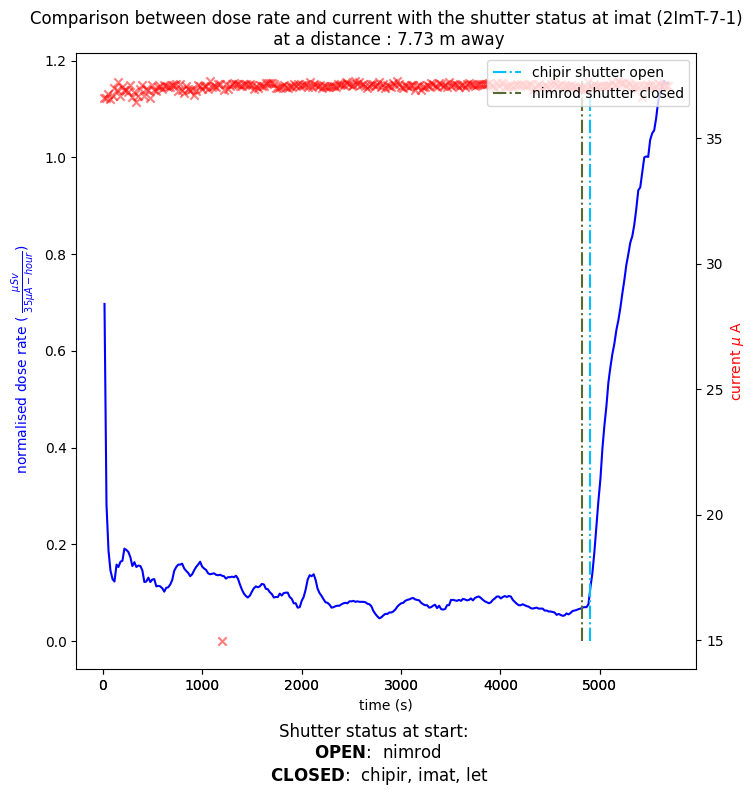 Comparison between dose rate and current with the shutter status at imat (2ImT-7-1)
at a distance : 7.73 m away
chipir shutter open
nimrod shutter closed
1.2
1.0
0.8
0.6
0.4
0.2
0.0
normalised dose rate ( μSv / 35μA − hour )
35
30
25
20
15
current μ A
0 1000 2000 3000 4000 5000
time (s)
Shutter status at start:
OPEN: nimrod
CLOSED: chipir, imat, let